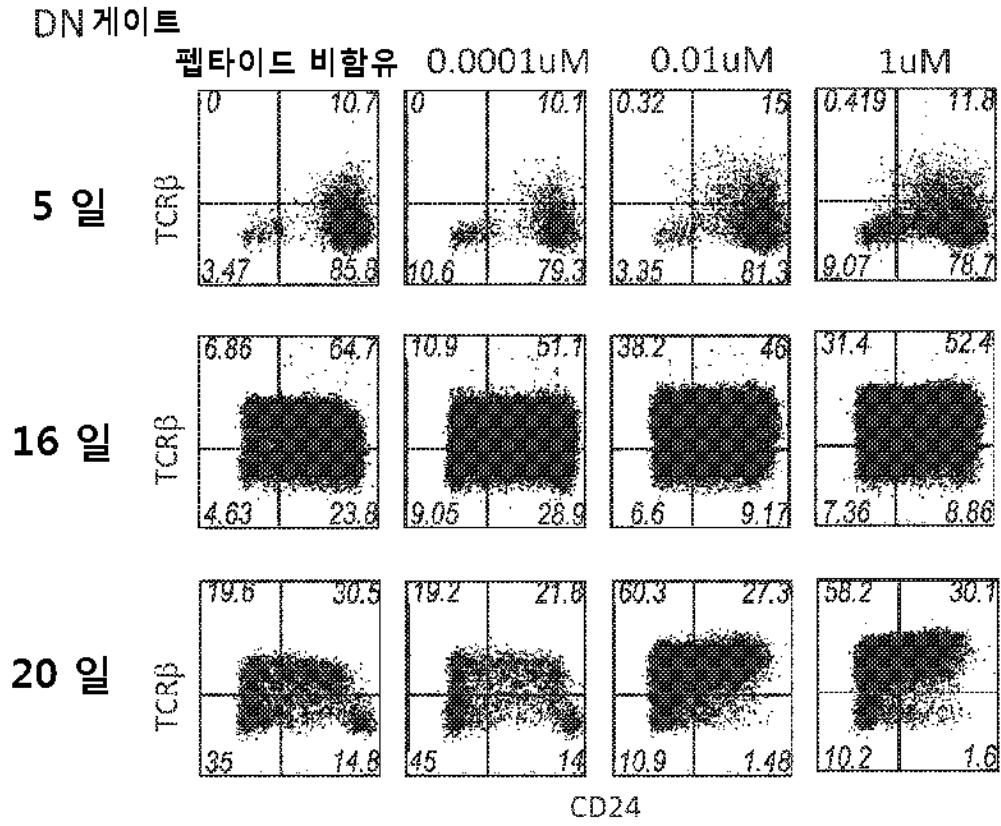 DN 게이트
펩타이드 비함유 0.0001uM 0.01uM 1uM
0 10.7 0 10.1 0.32 15 0.419 11.8
5 일 TCRβ
3.47 85.8 10.6 79.3 3.35 81.3 9.07 78.7
6.86 64.7 10.9 51.1 38.2 46 31.4 52.4
16 일 TCRβ
4.63 23.8 9.05 28.9 6.6 9.17 7.36 8.86
19.6 30.5 19.2 21.8 60.3 27.3 58.2 30.1
20 일 TCRβ
35 14.8 45 14 10.9 1.48 10.2 1.6
CD24